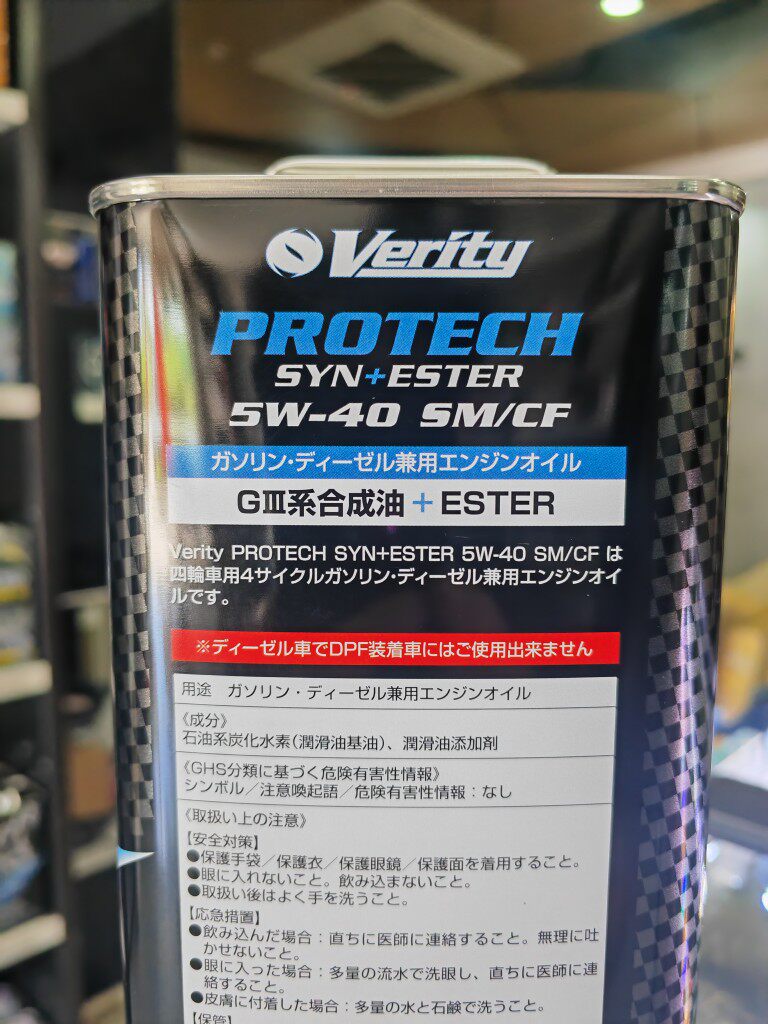 Verity
PROTECH
SYN+ESTER
5W-40 SM/CF
ガソリン・ディーゼル兼用エンジンオイル
GⅢ系合成油+ESTER
Verity PROTECH SYN+ESTER 5W-40 SM/CF は
四輪車用4サイクルガソリン・ディーゼル兼用エンジンオイ
ルです。
※ディーゼル車でDPF装着車にはご使用出来ません
用途 ガソリン・ディーゼル兼用エンジンオイル
《成分》
石油系炭化水素(潤滑油基油)、潤滑油添加剤
《GHS分類に基づく危険有害性情報》
シンボル/注意喚起語/危険有害性情報:なし
《取扱い上の注意》
【安全対策】
●保護手袋/保護衣/保護眼鏡/保護面を着用すること。
●眼に入れないこと。飲み込まないこと。
●取扱い後はよく手を洗うこと。
【応急措置】
●飲み込んだ場合:直ちに医師に連絡すること。無理に吐
かせないこと。
●眼に入った場合:多量の流水で洗眼し、直ちに医師に連
絡すること。
●皮膚に付着した場合:多量の水と石鹸で洗うこと。
【保管】